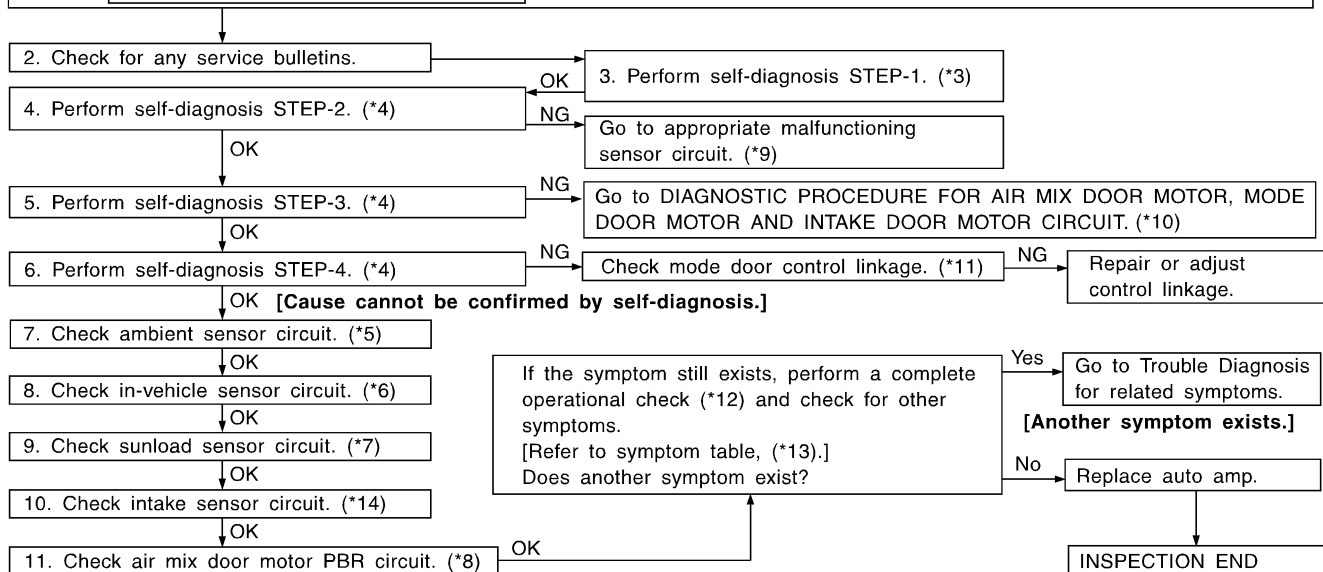 2. Check for any service bulletins.
3. Perform self-diagnosis STEP-1. (*3)
OK
4. Perform self-diagnosis STEP-2. (*4)
NG
Go to appropriate malfunctioning
sensor circuit. (*9)
OK
5. Perform self-diagnosis STEP-3. (*4)
NG
Go to DIAGNOSTIC PROCEDURE FOR AIR MIX DOOR MOTOR, MODE
DOOR MOTOR AND INTAKE DOOR MOTOR CIRCUIT. (*10)
OK
6. Perform self-diagnosis STEP-4. (*4)
NG
Check mode door control linkage. (*11)
NG
Repair or adjust
control linkage.
OK
[Cause cannot be confirmed by self-diagnosis.]
7. Check ambient sensor circuit. (*5)
OK
8. Check in-vehicle sensor circuit. (*6)
OK
9. Check sunload sensor circuit. (*7)
OK
10. Check intake sensor circuit. (*14)
OK
11. Check air mix door motor PBR circuit. (*8)
OK
If the symptom still exists, perform a complete
operational check (*12) and check for other
symptoms.
[Refer to symptom table, (*13).]
Does another symptom exist?
Yes
Go to Trouble Diagnosis
for related symptoms.
[Another symptom exists.]
No
Replace auto amp.
INSPECTION END